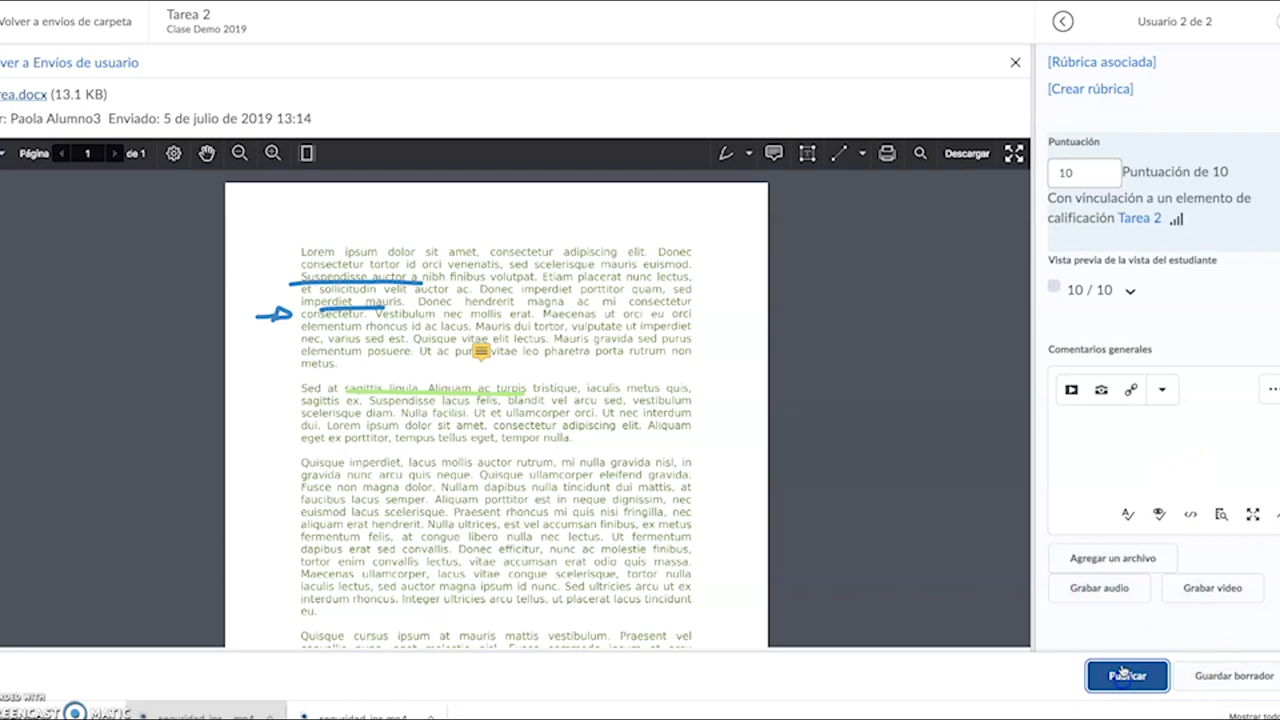 Volver a envíos de carpeta
Tarea 2
Clase Demo 2019
Usuario 2 de 2
ver a Envíos de usuario
rea.docx (13.1 KB)
r: Paola Alumno3 Enviado: 5 de julio de 2019 13:14
[Rúbrica asociada]
[Crear rúbrica]
Página 1 de 1
Descargar
Puntuación
10 Puntuación de 10
Con vinculación a un elemento de
calificación Tarea 2
Vista previa de la vista del estudiante
10 / 10
Comentarios generales
Lorem ipsum dolor sit amet, consectetur adipiscing elit. Donec
consectetur tortor id orci venenatis, sed scelerisque mauris euismod.
Suspendisse auctor a nibh finibus volutpat. Etiam placerat nunc lectus,
et sollicitudin velit auctor ac. Donec imperdiet porttitor quam, sed
imperdiet mauris. Donec hendrerit magna ac mi consectetur
consectetur. Vestibulum nec mollis erat. Maecenas ut orci eu orci
elementum rhoncus id ac lacus. Mauris dui tortor, vulputate ut imperdiet
nec, varius sed est. Quisque vitae elit lectus. Mauris gravida sed purus
elementum posuere. Ut ac vitae leo pharetra porta rutrum non
metus.
Sed at sagittis ligula. Aliquam ac turpis tristique, iaculis metus quis,
sagittis ex. Suspendisse lacus felis, blandit vel arcu sed, vestibulum
scelerisque diam. Nulla facilisi. Ut et ullamcorper orci. Ut nec interdum
dui. Lorem ipsum dolor sit amet, consectetur adipiscing elit. Aliquam
eget ex porttitor, tempus tellus eget, tempor nulla.
Quisque imperdiet, lacus mollis auctor rutrum, mi nulla gravida nisl, in
gravida nunc arcu quis neque. Quisque ullamcorper eleifend gravida.
Fusce non magna dolor. Nullam dapibus nulla tincidunt dui mattis, at
faucibus lacus semper. Aliquam porttitor est in neque dignissim, nec
euismod lacus scelerisque. Praesent rhoncus mi quis nisi fringilla, nec
aliquam erat hendrerit. Nulla ultrices, est vel accumsan finibus, ex metus
fermentum felis, at congue libero nulla nec lectus. Ut fermentum
dapibus erat sed convallis. Donec efficitur, nunc ac molestie finibus,
tortor enim convallis lectus, vitae accumsan erat odio quis massa.
Maecenas ullamcorper, lacus vitae congue scelerisque, tortor nulla
iaculis lectus, sed auctor magna ipsum id nunc. Sed ultricies arcu ut ex
interdum rhoncus. Integer ultricies arcu tellus, ut placerat lacus tincidunt
eu.
Quisque cursus ipsum at mauris mattis vestibulum. Praesent vel
Agregar un archivo
Grabar audio
Grabar video
Publicar
Guardar borrador